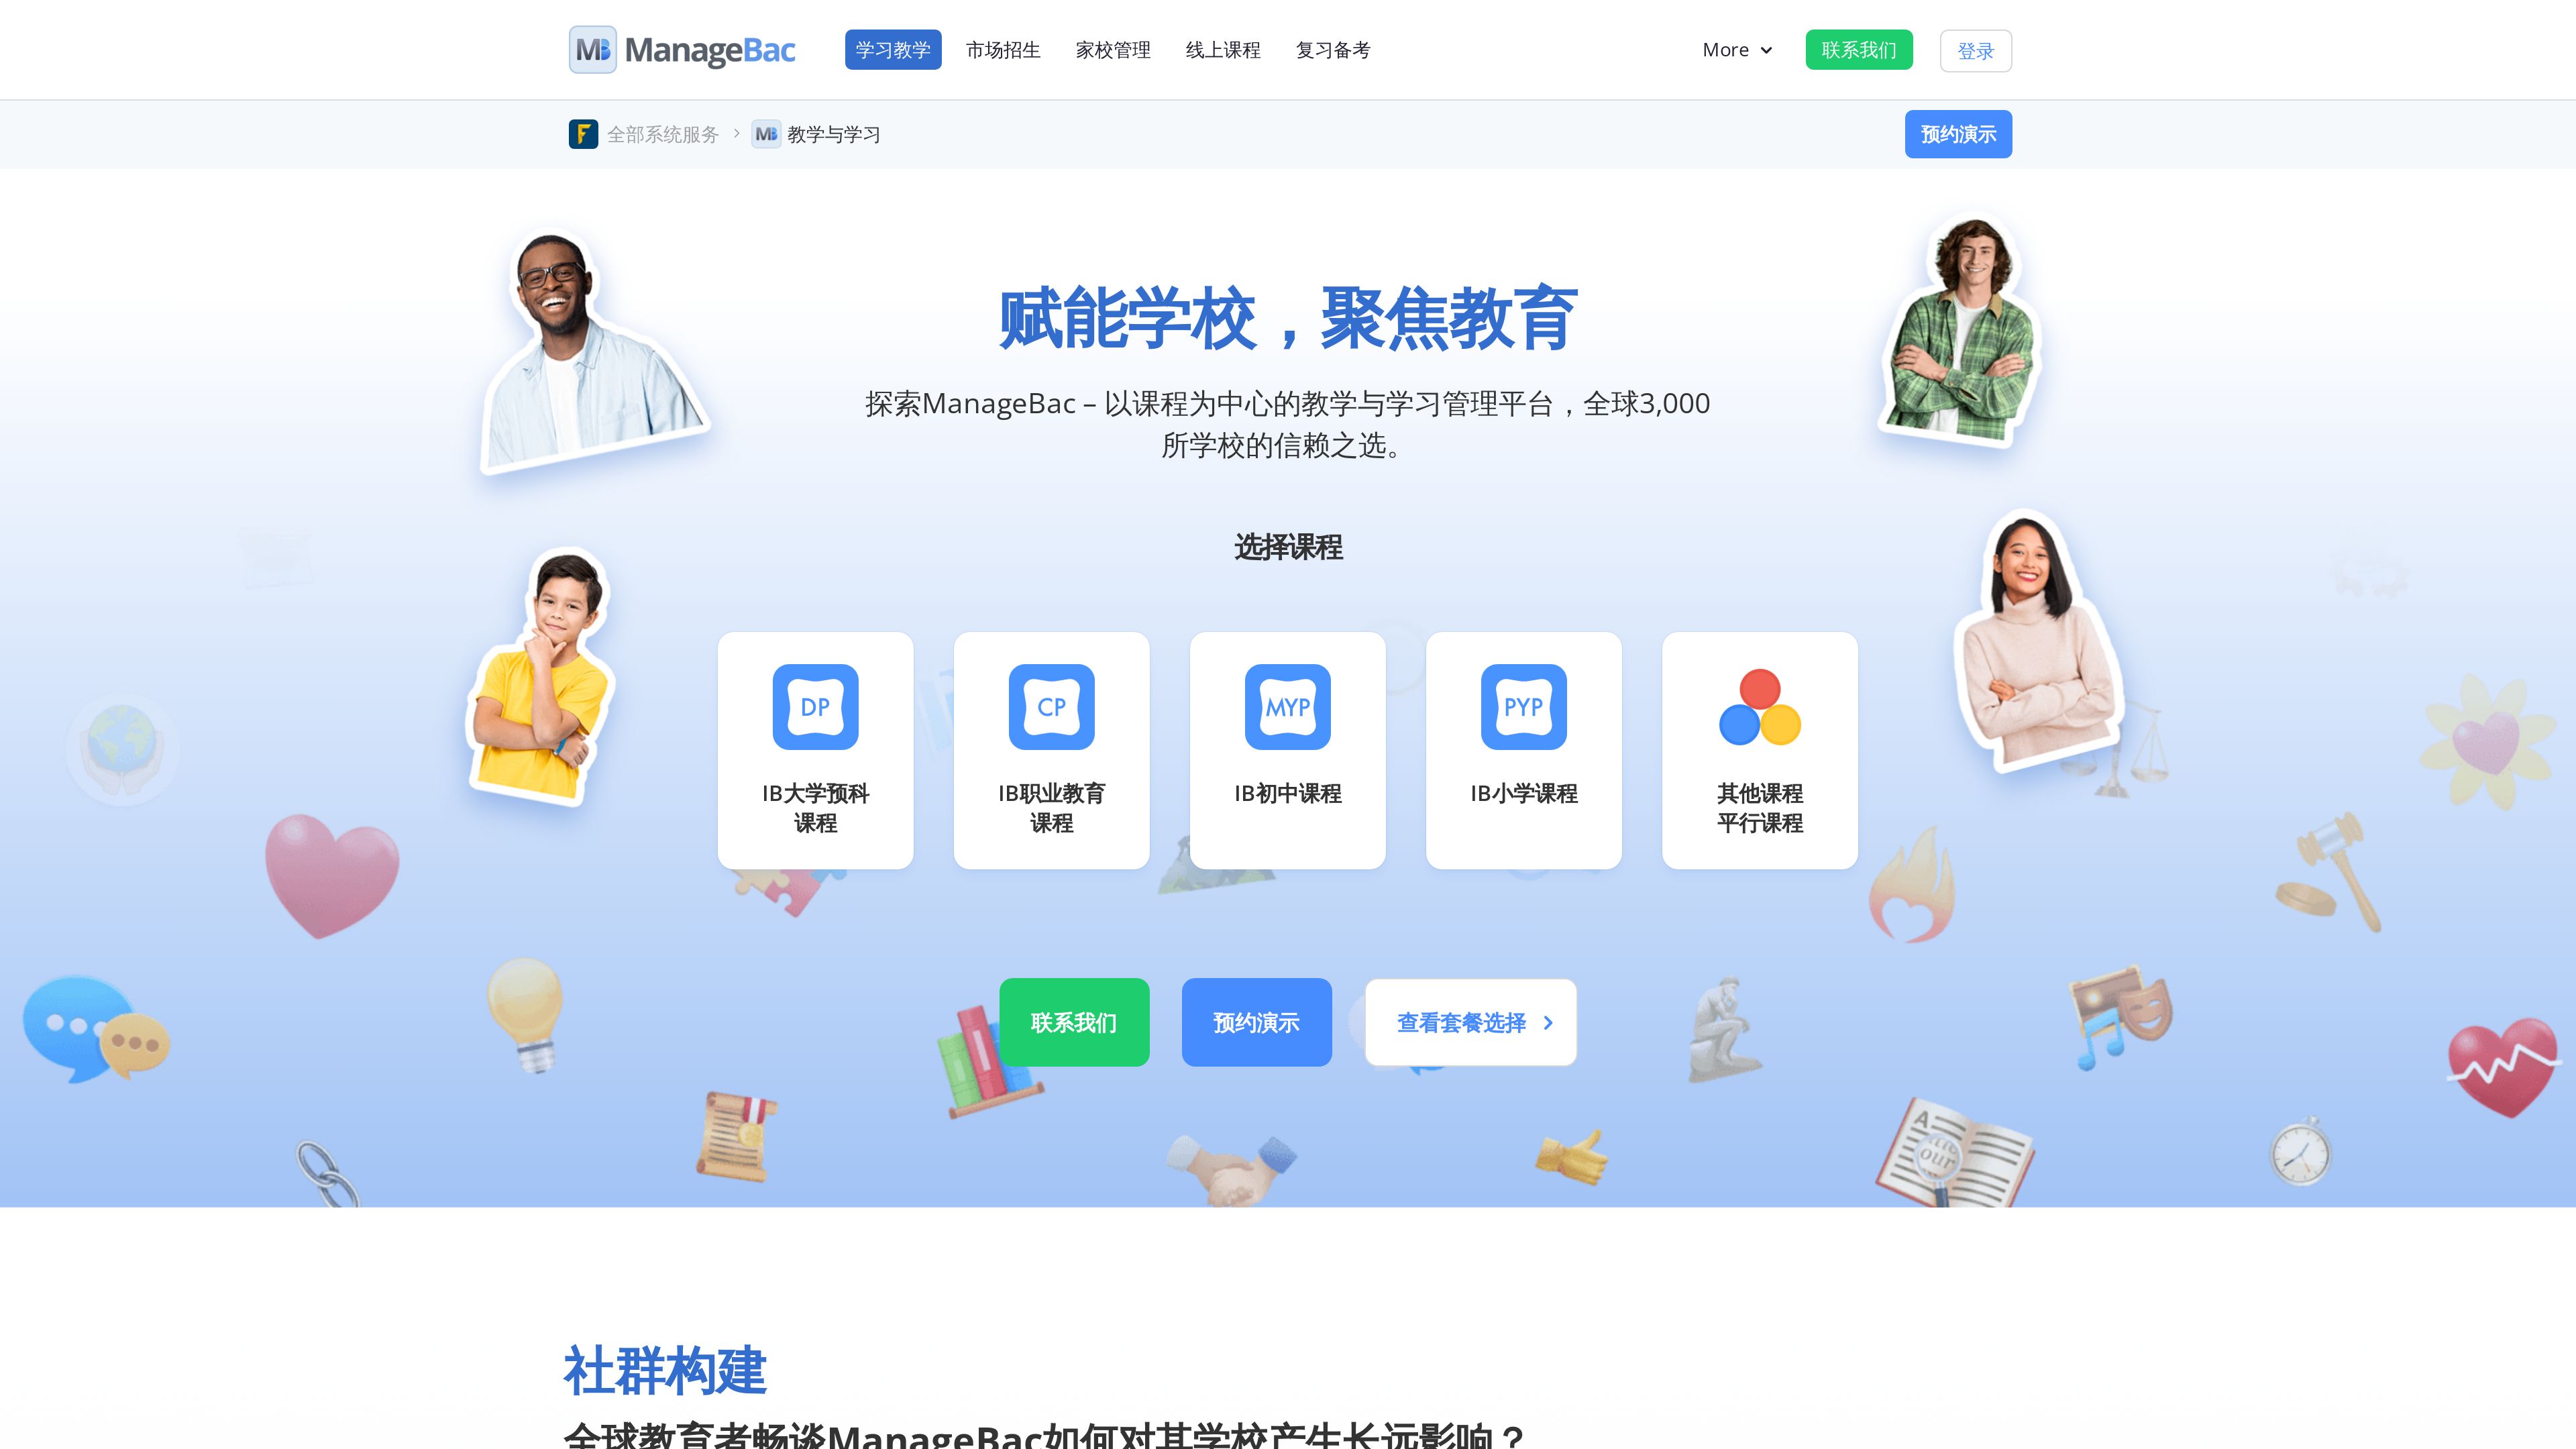 MB ManageBac
学习教学
市场招生
家校管理
线上课程
复习备考
More
联系我们
登录
F 全部系统服务
MB 教学与学习
预约演示
赋能学校，聚焦教育
探索ManageBac – 以课程为中心的教学与学习管理平台，全球3,000
所学校的信赖之选。
选择课程
DP
IB大学预科
课程
CP
IB职业教育
课程
MYP
IB初中课程
PYP
IB小学课程
其他课程
平行课程
联系我们
预约演示
查看套餐选择
A
our
社群构建
全球教育者畅谈ManageBac如何对其学校产生长远影响？